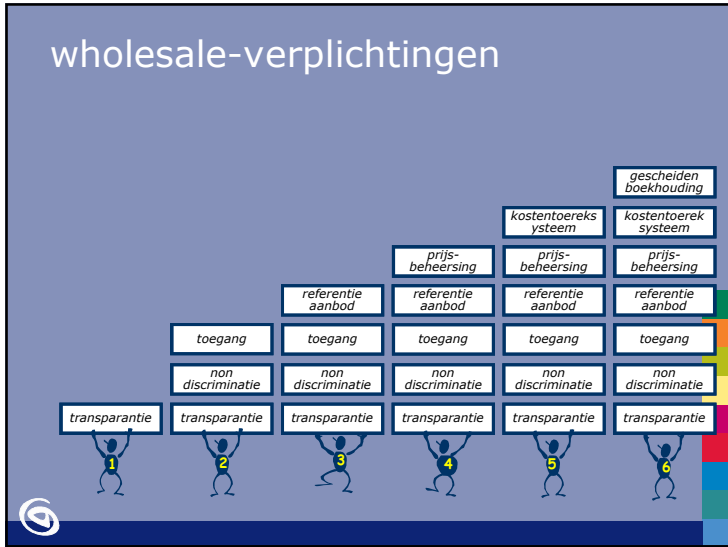 wholesale-verplichtingen
gescheiden
boekhouding
kostentoereks
ysteem
kostentoerek
systeem
prijs-
beheersing
prijs-
beheersing
prijs-
beheersing
referentie
aanbod
referentie
aanbod
referentie
aanbod
referentie
aanbod
toegang
toegang
toegang
toegang
toegang
non
discriminatie
non
discriminatie
non
discriminatie
non
discriminatie
non
discriminatie
transparantie
transparantie
transparantie
transparantie
transparantie
transparantie
1
2
3
4
5
6